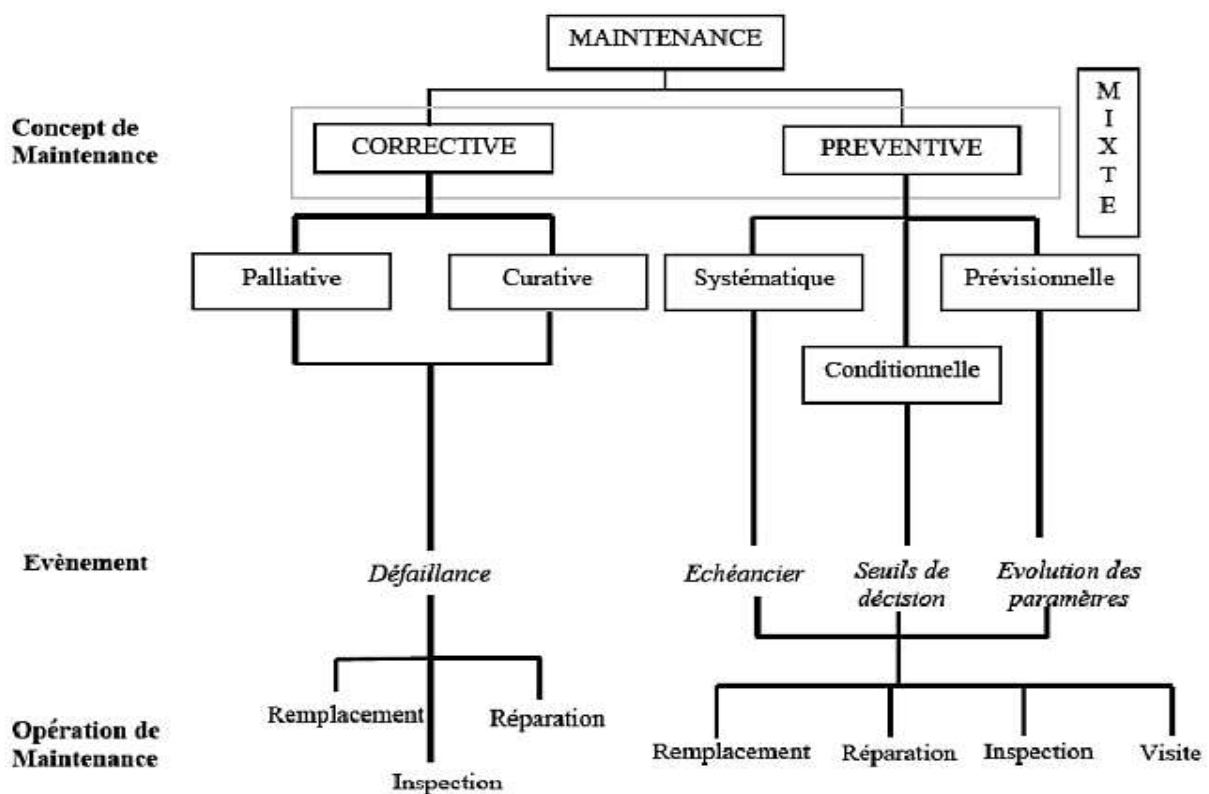 MAINTENANCE
M
I
X
T
E
Concept de
Maintenance
CORRECTIVE
PREVENTIVE
Palliative
Curative
Systématique
Prévisionnelle
Conditionnelle
Evènement
Défaillance
Echéancier
Seuils de
décision
Evolution des
paramètres
Opération de
Maintenance
Remplacement
Réparation
Inspection
Remplacement
Réparation
Inspection
Visite